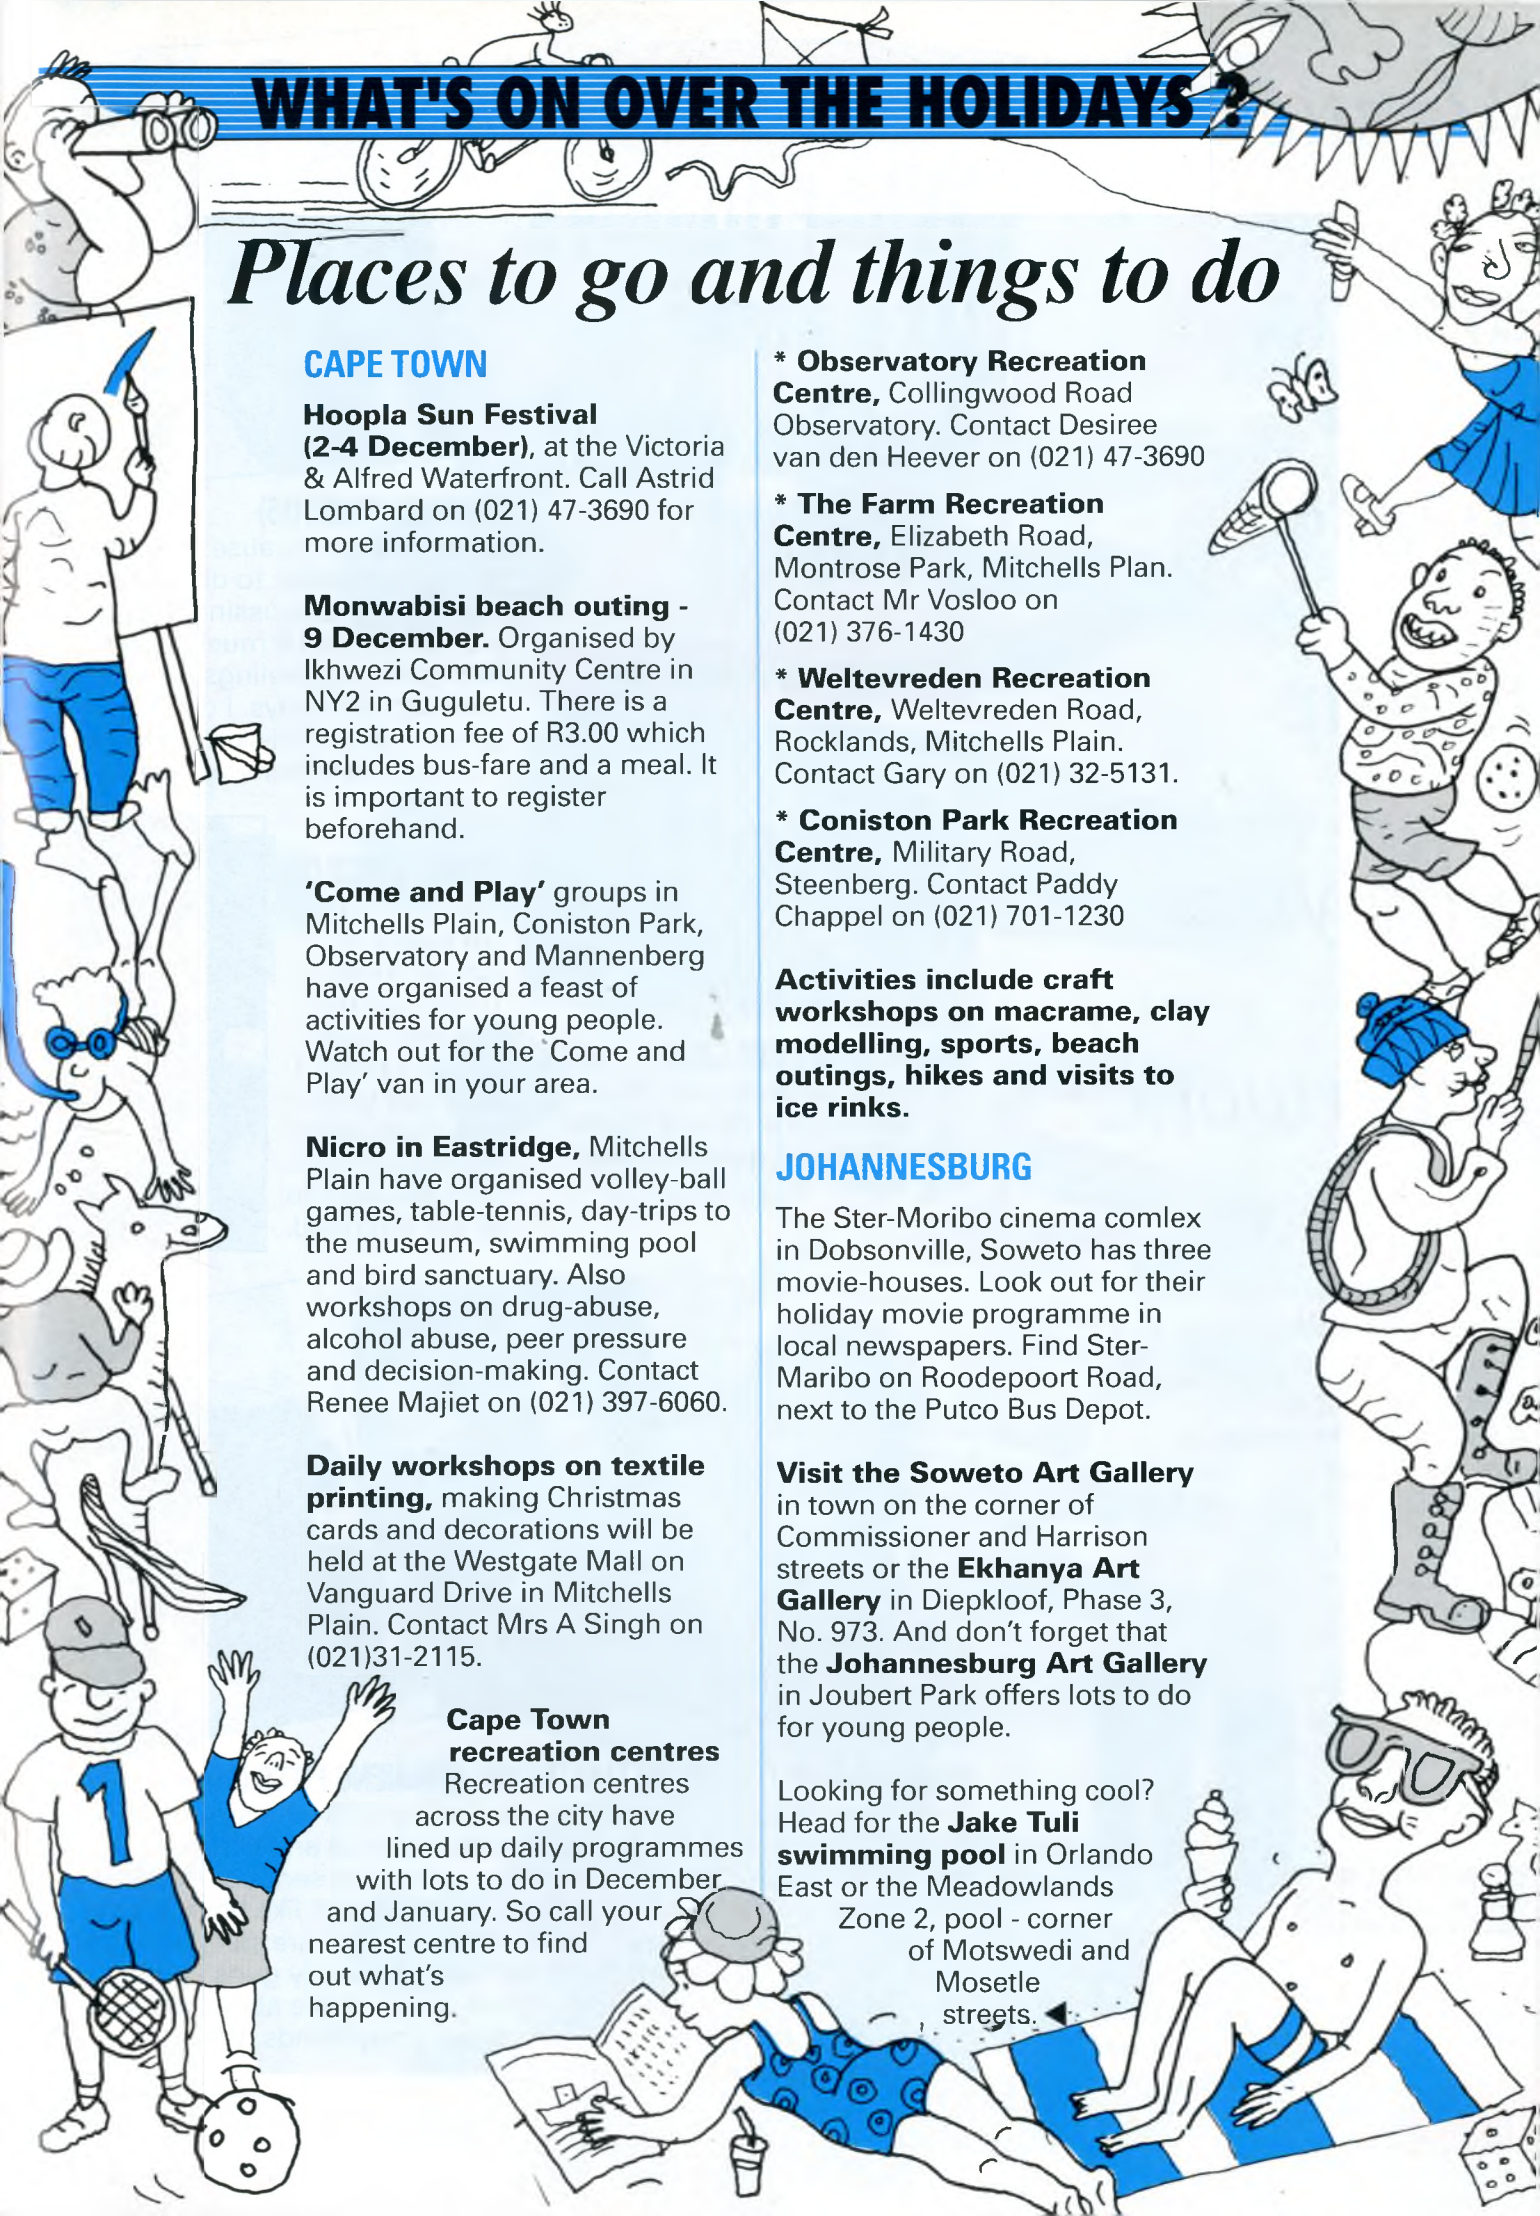 WHAT'S ON OVER THE HOLIDAYS?
Places to go and things to do
CAPE TOWN
Hoopla Sun Festival
(2-4 December), at the Victoria
& Alfred Waterfront. Call Astrid
Lombard on (021) 47-3690 for
more information.
Monwabisi beach outing -
9 December. Organised by
Ikhwezi Community Centre in
NY2 in Guguletu. There is a
registration fee of R3.00 which
includes bus-fare and a meal. It
is important to register
beforehand.
'Come and Play' groups in
Mitchells Plain, Coniston Park,
Observatory and Mannenberg
have organised a feast of
activities for young people.
Watch out for the 'Come and
Play' van in your area.
Nicro in Eastridge, Mitchells
Plain have organised volley-ball
games, table-tennis, day-trips to
the museum, swimming pool
and bird sanctuary. Also
workshops on drug-abuse,
alcohol abuse, peer pressure
and decision-making. Contact
Renee Majiet on (021) 397-6060.
Daily workshops on textile
printing, making Christmas
cards and decorations will be
held at the Westgate Mall on
Vanguard Drive in Mitchells
Plain. Contact Mrs A Singh on
(021)31-2115.
Cape Town
recreation centres
Recreation centres
across the city have
lined up daily programmes
with lots to do in December
and January. So call your
nearest centre to find
out what's
happening.
* Observatory Recreation
Centre, Collingwood Road
Observatory. Contact Desiree
van den Heever on (021) 47-3690
* The Farm Recreation
Centre, Elizabeth Road,
Montrose Park, Mitchells Plan.
Contact Mr Vosloo on
(021) 376-1430
* Weltevreden Recreation
Centre, Weltevreden Road,
Rocklands, Mitchells Plain.
Contact Gary on (021) 32-5131.
* Coniston Park Recreation
Centre, Military Road,
Steenberg. Contact Paddy
Chappel on (021) 701-1230
Activities include craft
workshops on macrame, clay
modelling, sports, beach
outings, hikes and visits to
ice rinks.
JOHANNESBURG
The Ster-Moribo cinema comlex
in Dobsonville, Soweto has three
movie-houses. Look out for their
holiday movie programme in
local newspapers. Find Ster-
Maribo on Roodepoort Road,
next to the Putco Bus Depot.
Visit the Soweto Art Gallery
in town on the corner of
Commissioner and Harrison
streets or the Ekhanya Art
Gallery in Diepkloof, Phase 3,
No. 973. And don't forget that
the Johannesburg Art Gallery
in Joubert Park offers lots to do
for young people.
Looking for something cool?
Head for the Jake Tuli
swimming pool in Orlando
East or the Meadowlands
Zone 2, pool - corner
of Motswedi and
Mosetle
streets.
1